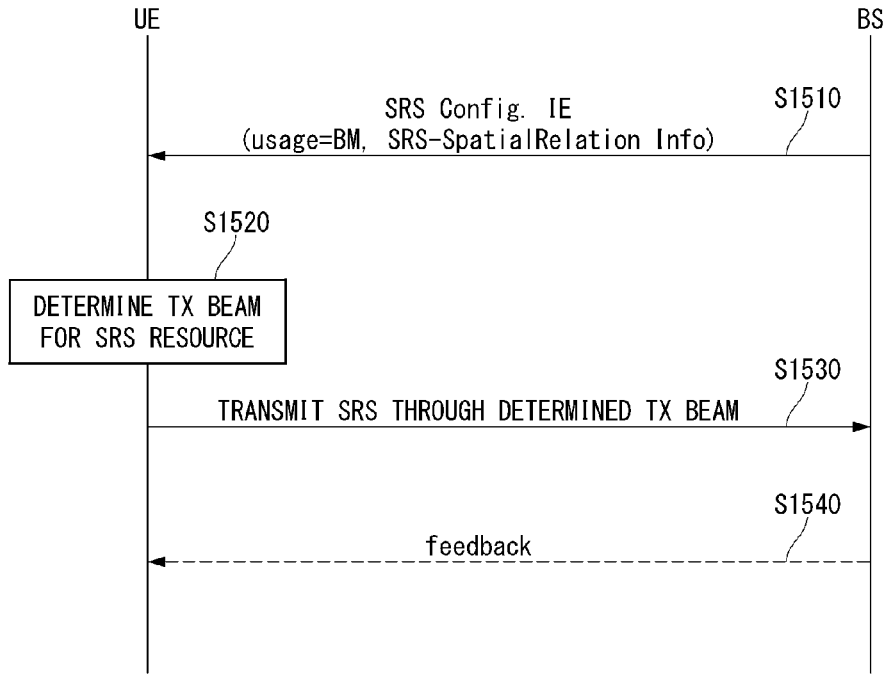 UE
BS
SRS Config. IE
S1510
(usage=BM, SRS-SpatialRelation Info)
S1520
DETERMINE TX BEAM
FOR SRS RESOURCE
S1530
TRANSMIT SRS THROUGH DETERMINED TX BEAM
S1540
feedback